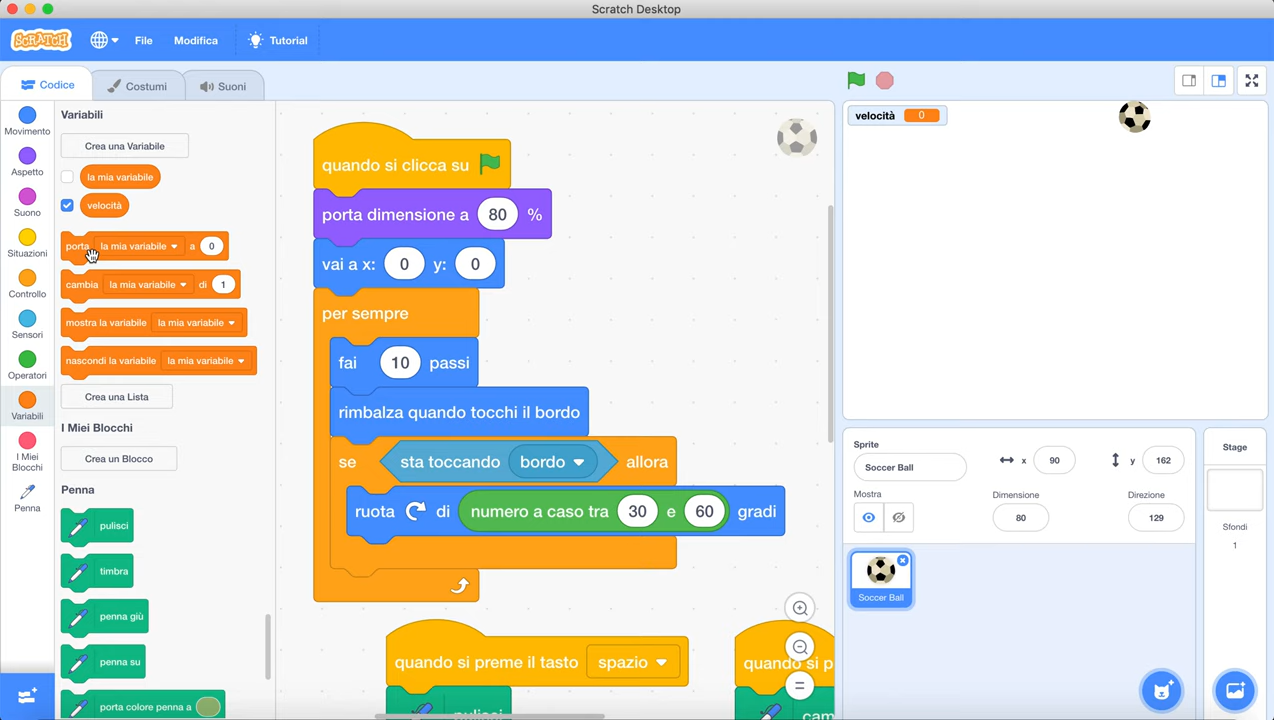 Scratch Desktop
SCRATCH
File
Modifica
Tutorial
Codice
Costumi
Suoni
Movimento
Aspetto
Suono
Situazioni
Controllo
Sensori
Operatori
Variabili
I Miei
Blocchi
Penna
Variabili
Crea una Variabile
la mia variabile
velocità
porta la mia variabile a 0
cambia la mia variabile di 1
mostra la variabile la mia variabile
nascondi la variabile la mia variabile
Crea una Lista
I Miei Blocchi
Crea un Blocco
Penna
pulisci
timbra
penna giù
penna su
porta colore penna a
quando si clicca su
porta dimensione a 80 %
vai a x: 0 y: 0
per sempre
fai 10 passi
rimbalza quando tocchi il bordo
se sta toccando bordo allora
ruota di numero a caso tra 30 e 60 gradi
quando si preme il tasto spazio
pulisci
quando si p
cam
velocità 0
Sprite
Soccer Ball
x 90
y 162
Mostra
Dimensione
80
Direzione
129
Soccer Ball
Stage
Sfondi
1